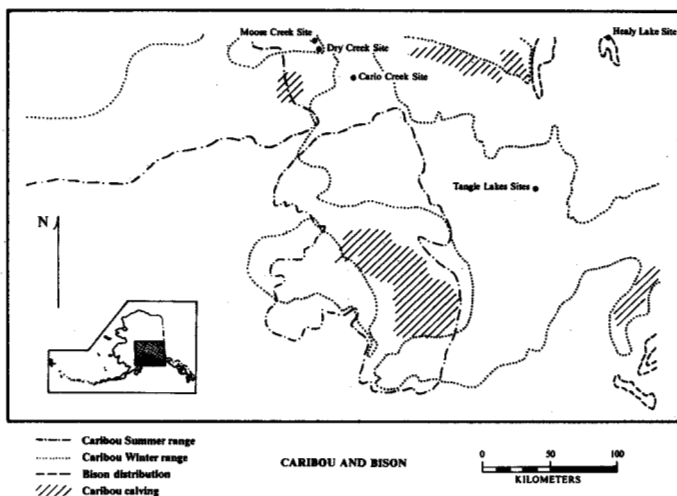 Moose Creek Site
Healy Lake Site
Dry Creek Site
Carlo Creek Site
Tangle Lakes Sites
N
Caribou Summer range
Caribou Winter range
Bison distribution
Caribou calving
CARIBOU AND BISON
0 50 100
KILOMETERS